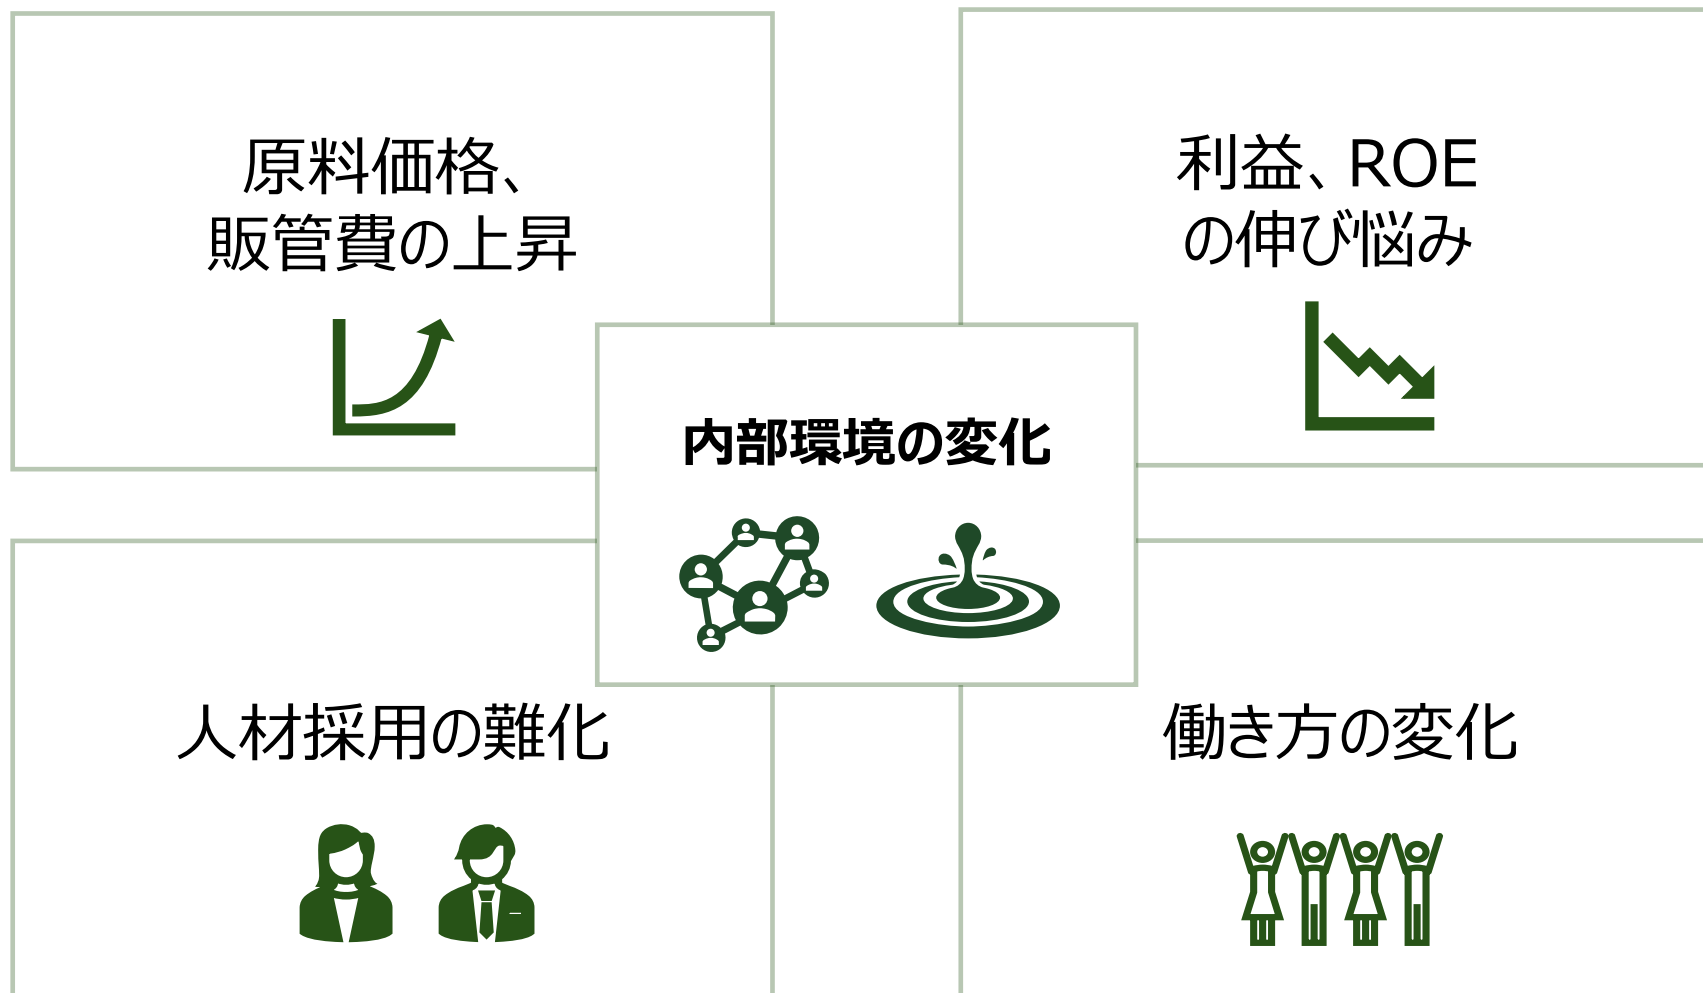 原料価格、
販管費の上昇
利益、ROE
の伸び悩み
内部環境の変化
人材採用の難化
働き方の変化